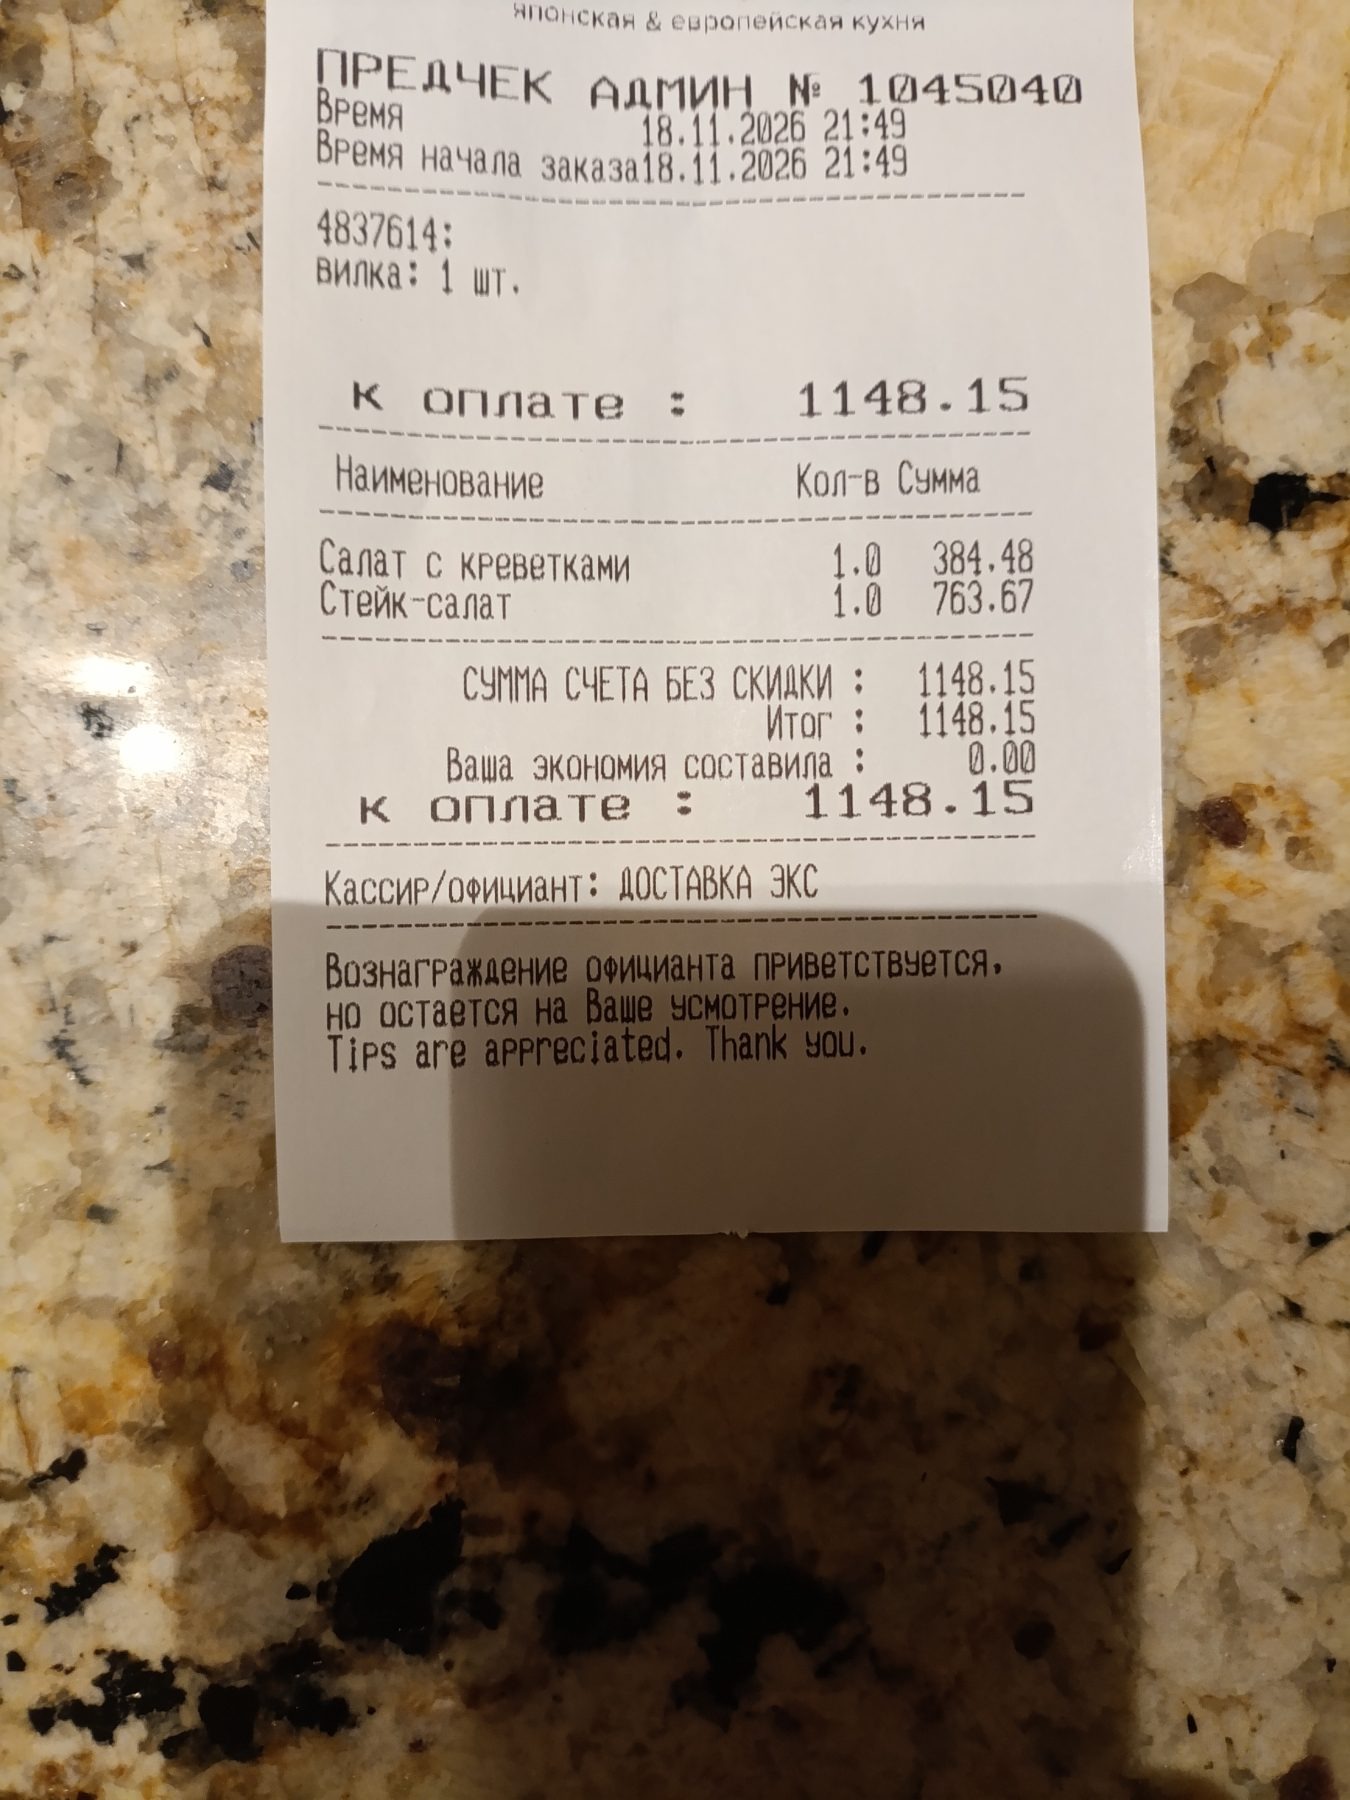 японская & европейская кухня
ПРЕДЧЕК АДМИН № 1045040
Время 18.11.2026 21:49
Время начала заказа18.11.2026 21:49
4837614:
вилка: 1 шт.
К оплате : 1148.15
Наименование Кол-в Сумма
Салат с креветками 1.0 384.48
Стейк-салат 1.0 763.67
СУММА СЧЕТА БЕЗ СКИДКИ : 1148.15
Итог : 1148.15
Ваша экономия составила : 0.00
К оплате : 1148.15
Кассир/официант: ДОСТАВКА ЭКС
Вознаграждение официанта приветствуется,
но остается на Ваше усмотрение.
Tips are appreciated. Thank you.